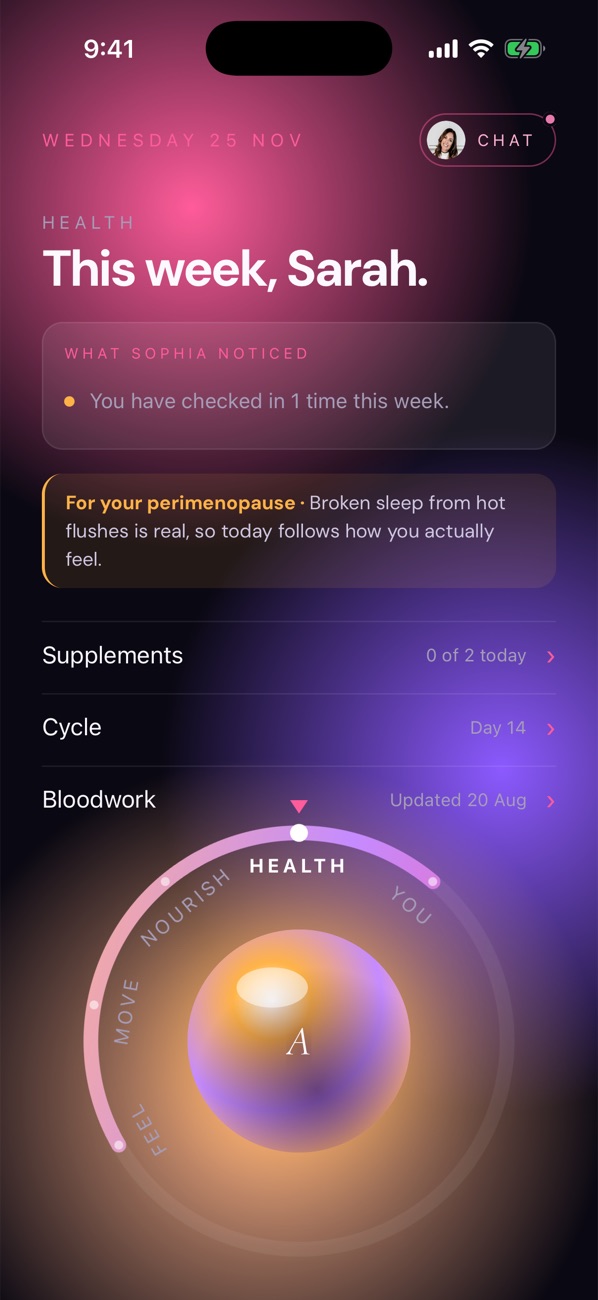 9:41
WEDNESDAY 25 NOV
CHAT
HEALTH
This week, Sarah.
WHAT SOPHIA NOTICED
You have checked in 1 time this week.
For your perimenopause · Broken sleep from hot
flushes is real, so today follows how you actually
feel.
Supplements 0 of 2 today
Cycle Day 14
Bloodwork Updated 20 Aug
FEEL
MOVE
NOURISH
HEALTH
YOU
A